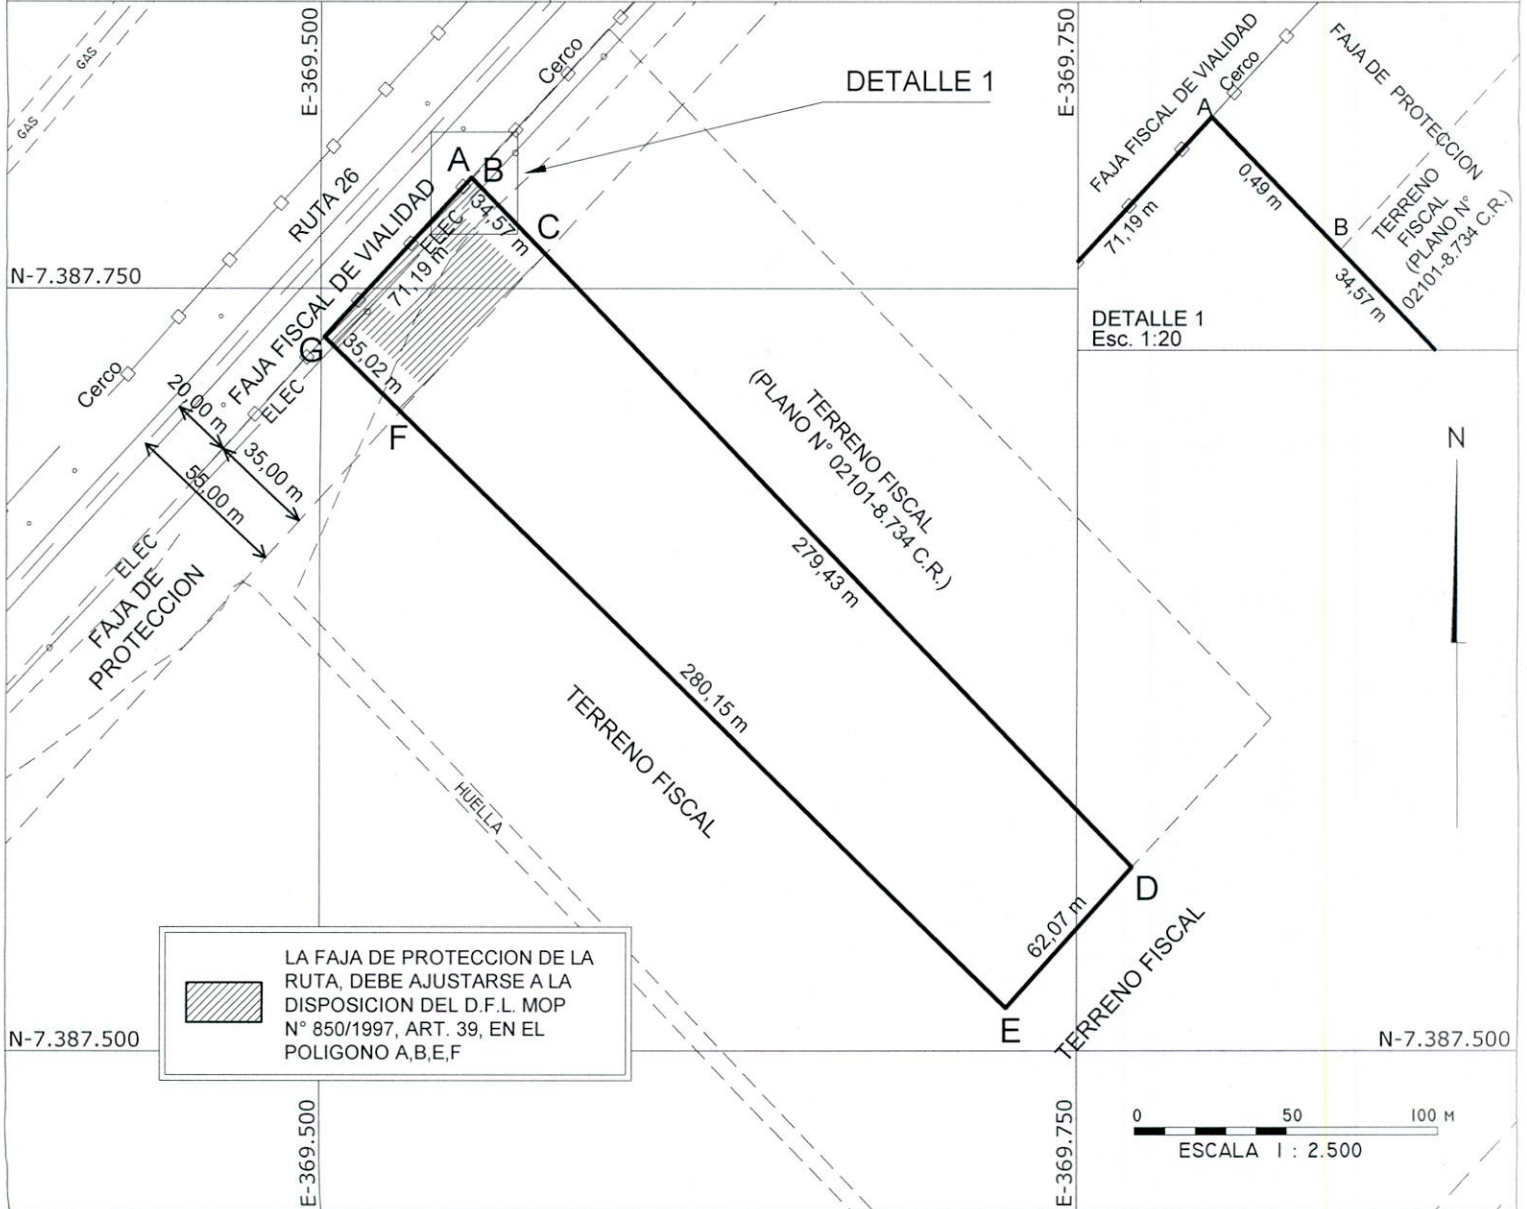 E-369.500
E-369.750
GAS
GAS
Cerco
DETALLE 1
FAJA FISCAL DE VIALIDAD
Cerco
FAJA DE PROTECCION
A
0,49 m
71,19 m
B
TERRENO
FISCAL
(PLANO N°
02101-8.734 C.R.)
34,57 m
DETALLE 1
Esc. 1:20
RUTA 26
A
B
34,57 m
C
ELEC
71,19 m
FAJA FISCAL DE VIALIDAD
N-7.387.750
G
35,02 m
F
Cerco
20,00 m
ELEC
35,00 m
55,00 m
ELEC
FAJA DE
PROTECCION
TERRENO FISCAL
(PLANO N° 02101-8.734 C.R.)
279,43 m
280,15 m
TERRENO FISCAL
HUELLA
N
D
62,07 m
E
TERRENO FISCAL
LA FAJA DE PROTECCION DE LA
RUTA, DEBE AJUSTARSE A LA
DISPOSICION DEL D.F.L. MOP
N° 850/1997, ART. 39, EN EL
POLIGONO A,B,E,F
N-7.387.500
N-7.387.500
E-369.500
E-369.750
0 50 100 M
ESCALA 1 : 2.500